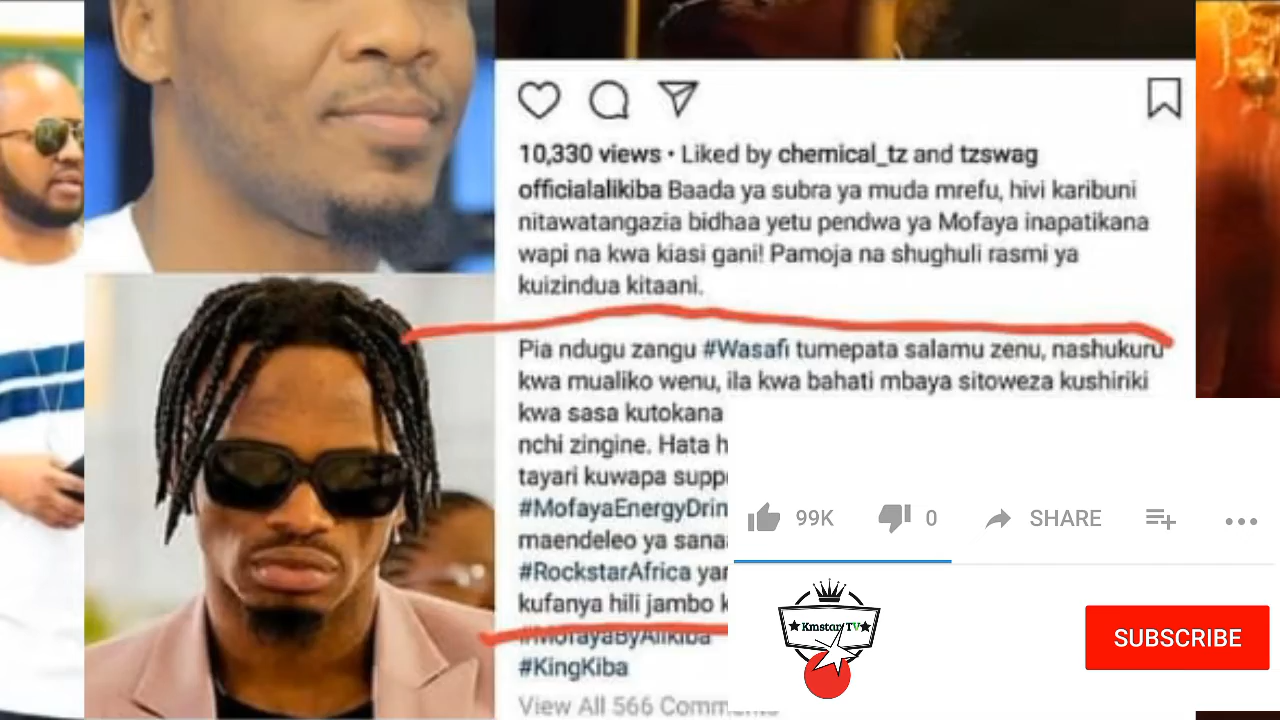 10,330 views • Liked by chemical_tz and tzswag
officialalikiba Baada ya subra ya muda mrefu, hivi karibuni
nitawatangazia bidhaa yetu pendwa ya Mofaya inapatikana
wapi na kwa kiasi gani! Pamoja na shughuli rasmi ya
kuizindua kitaani.
Pia ndugu zangu #Wasafi tumepata salamu zenu, nashukuru
kwa mualiko wenu, ila kwa bahati mbaya sitoweza kushiriki
kwa sasa kutokana
nchi zingine. Hata h
tayari kuwapa supp
#MofayaEnergyDrin
maendeleo ya sana
#RockstarAfrica yan
kufanya hili jambo k
#MofayaByAlikiba
#KingKiba
View All 566 Comments
99K 0 SHARE
Kmstar TV
SUBSCRIBE